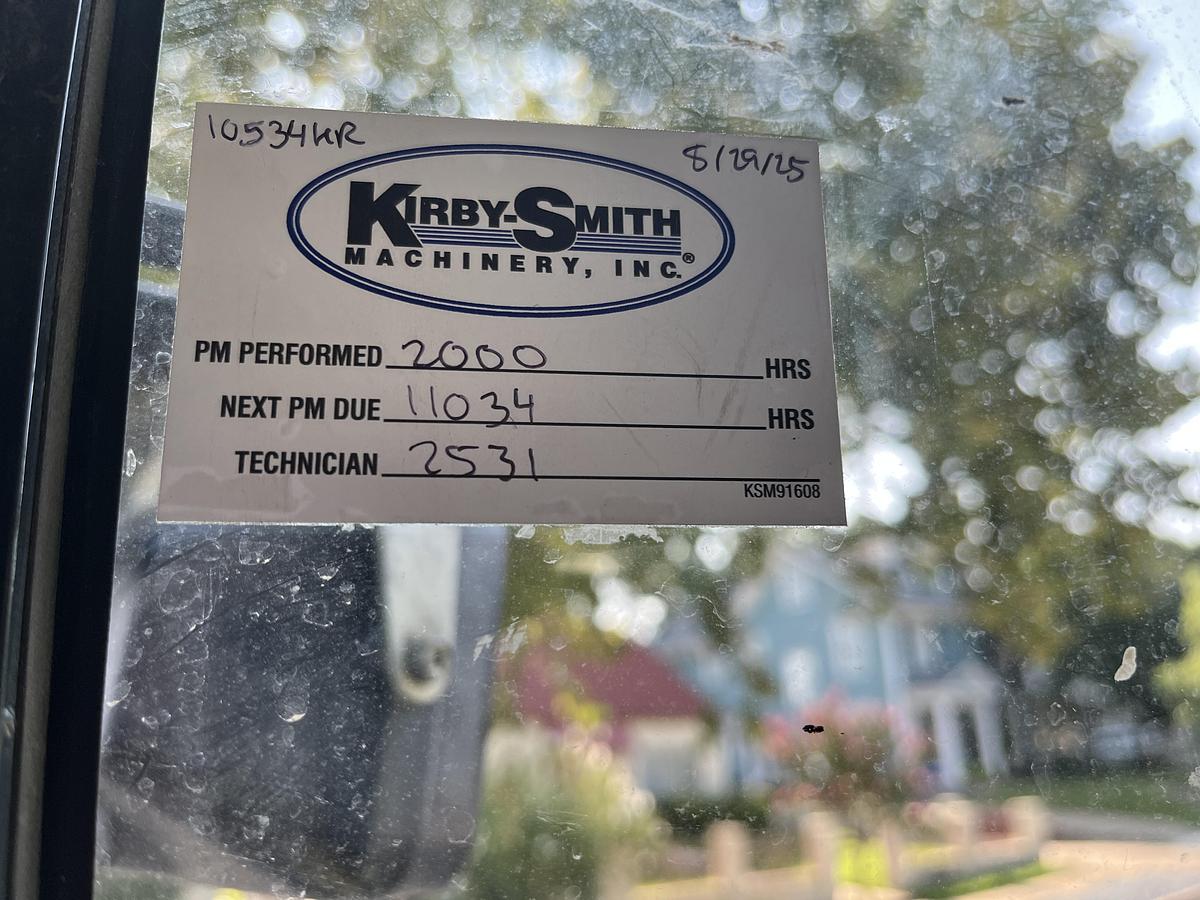 10534HR
8/29/25
KIRBY-SMITH
MACHINERY, INC.®
PM PERFORMED 2000 HRS
NEXT PM DUE 11034 HRS
TECHNICIAN 2531
KSM91608